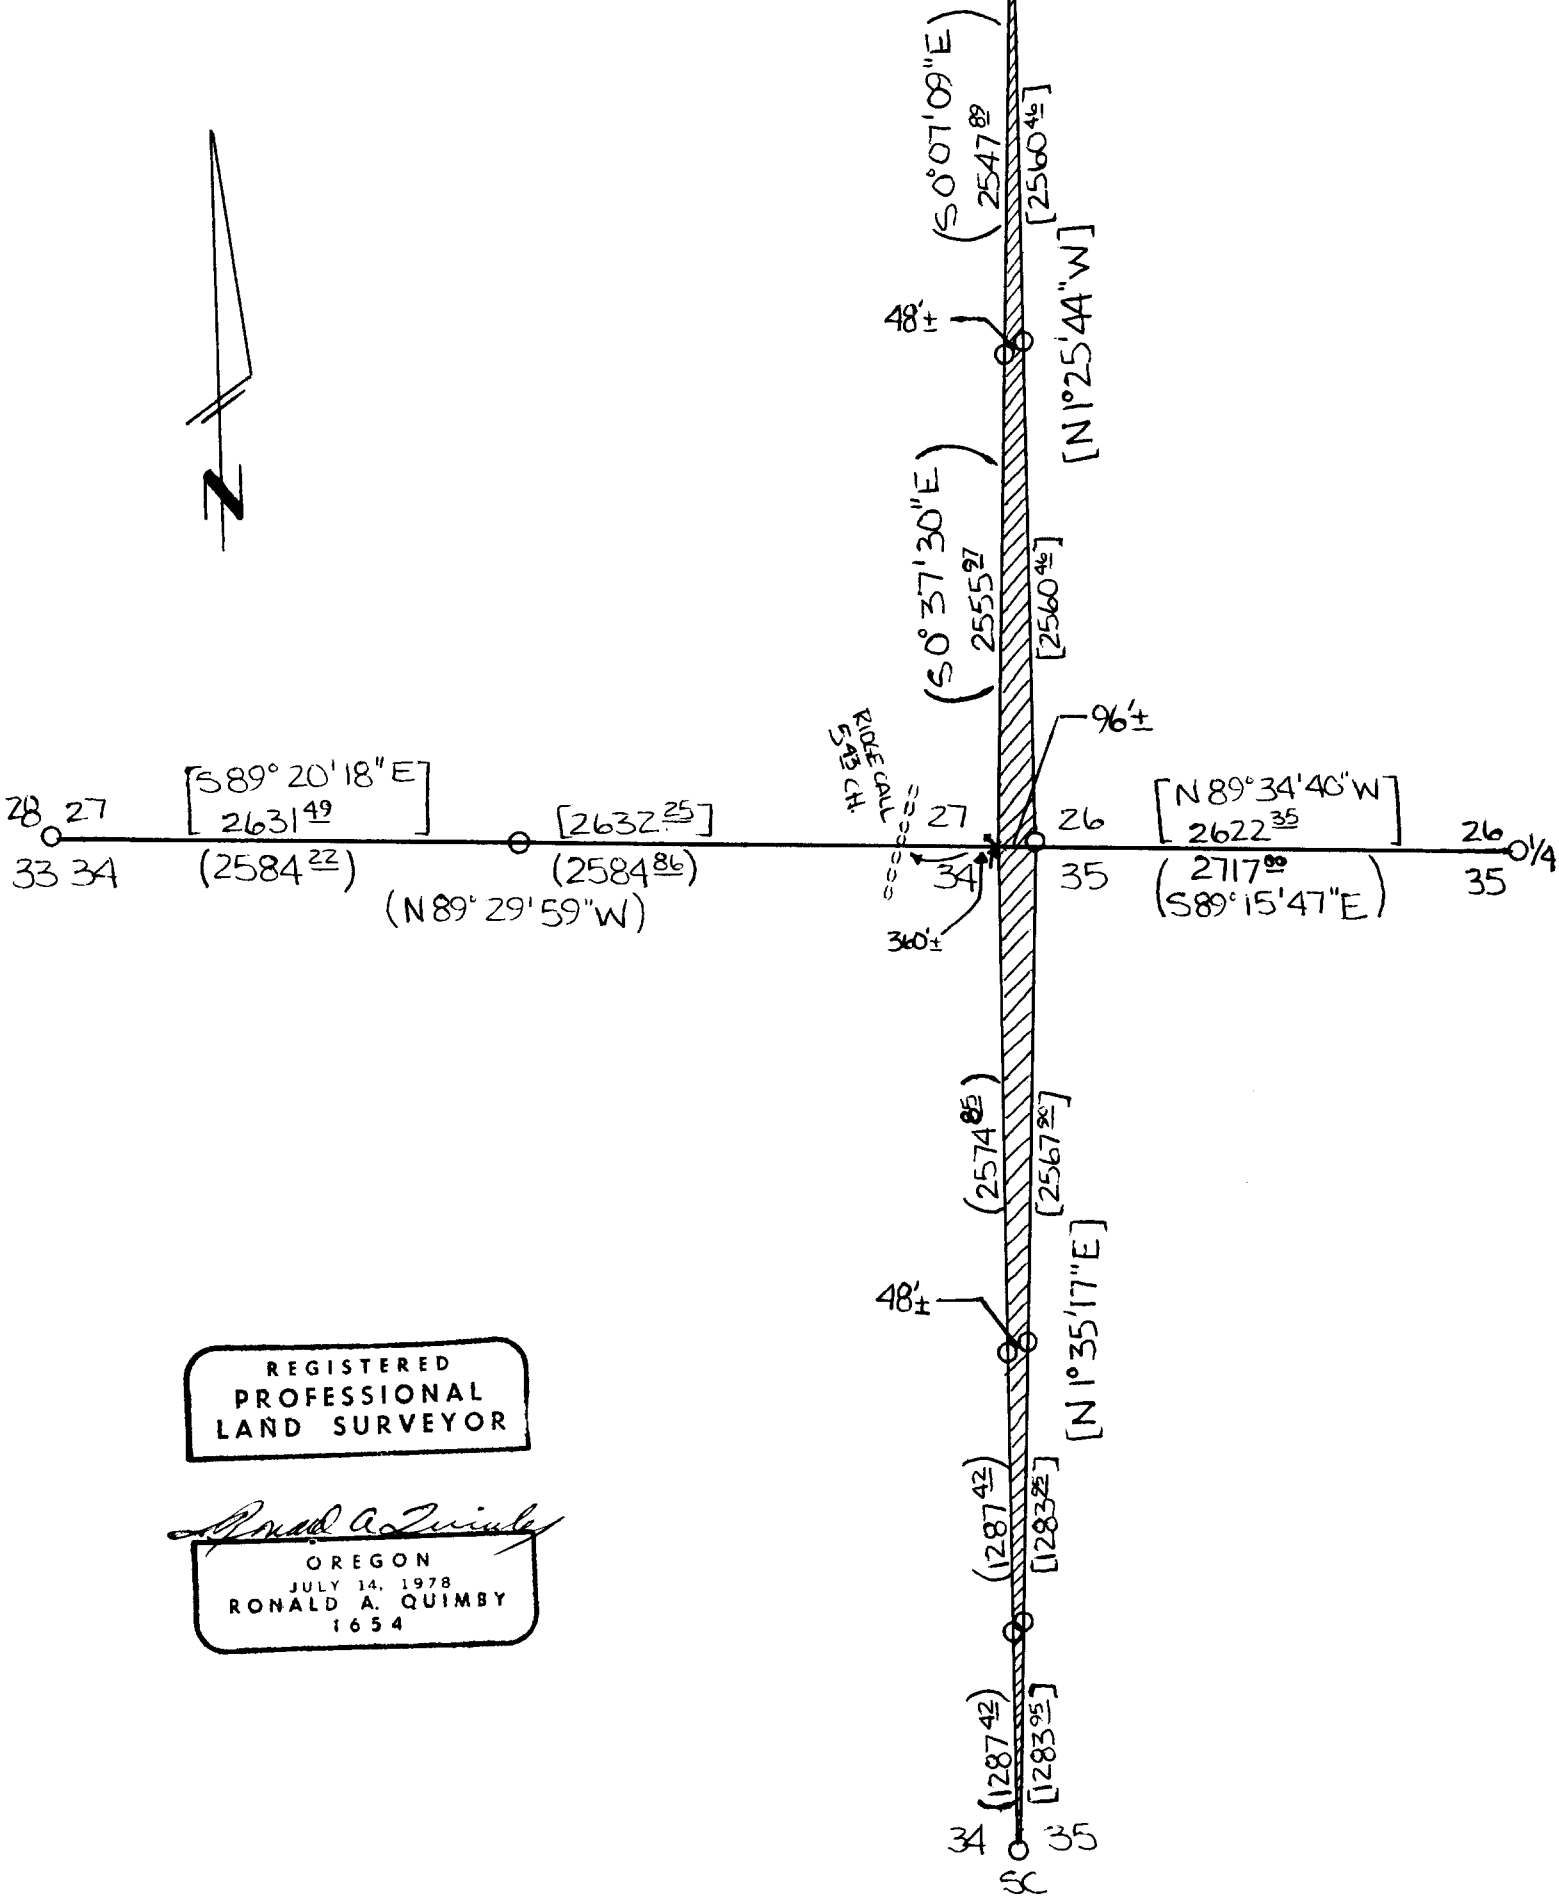 (S0°07'09"E)
2547 89
[2560 46]
[N1°25'44"W]
48'±
N
(S0°37'30"E)
2555 97
[2560 46]
96'±
RIDGE CALL
5 43 CH.
[S89°20'18"E]
2631 49
[2632.25]
28 27
27
26
[N89°34'40"W
2622 35]
26
1/4
33 34
(2584 22)
(2584 86)
(N89°29'59"W)
34
35
(2717 00
S89°15'47"E)
35
360'±
(2574 85)
[2567 90]
48'±
[N1°35'17"E]
REGISTERED
PROFESSIONAL
LAND SURVEYOR
Ronald A Quimby
OREGON
JULY 14, 1978
RONALD A. QUIMBY
1654
(1287 42)
[1283 95]
(1287 42)
[1283 95]
34 35
SC